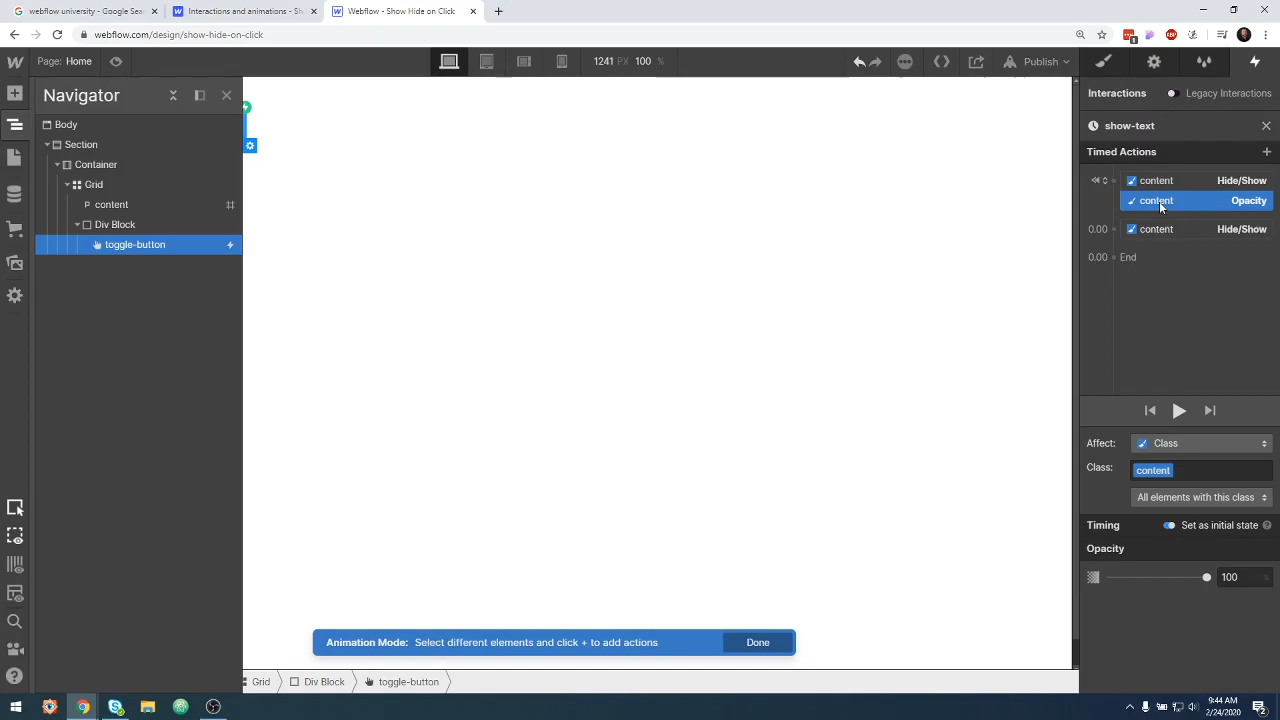 webflow university - Google Sea
Interactions and animations - Sh
Webflow - Show Hide on Click
webflow.com/design/show-hide-on-click
Page: Home
1241 PX 100 %
Publish
Navigator
Body
Section
Container
Grid
content
Div Block
toggle-button
Interactions
Legacy Interactions
show-text
Timed Actions
content Hide/Show
content Opacity
0.00 content Hide/Show
0.00 End
Affect: Class
Class: content
All elements with this class
Timing Set as initial state
Opacity
100 %
Animation Mode: Select different elements and click + to add actions Done
Grid Div Block toggle-button
9:44 AM
2/24/2020